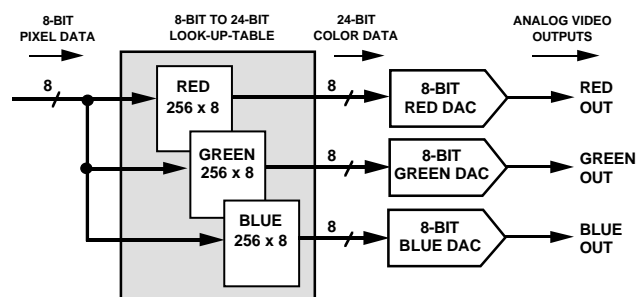 8-BIT
PIXEL DATA
8-BIT TO 24-BIT
LOOK-UP-TABLE
24-BIT
COLOR DATA
ANALOG VIDEO
OUTPUTS
8
RED
256 x 8
8
8-BIT
RED DAC
RED
OUT
GREEN
256 x 8
8
8-BIT
GREEN DAC
GREEN
OUT
BLUE
256 x 8
8
8-BIT
BLUE DAC
BLUE
OUT